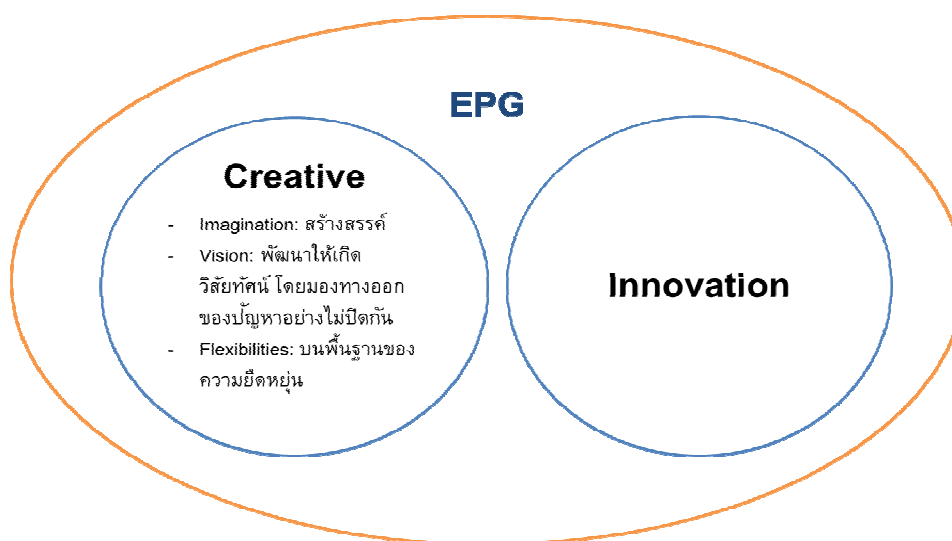 EPG
Creative
- Imagination: สร้างสรรค์
- Vision: พัฒนาให้เกิด
วิสัยทัศน์ โดยมองทางออก
ของปัญหาอย่างไม่ปิดกัน
- Flexibilities: บนพื้นฐานของ
ความยืดหยุ่น
Innovation